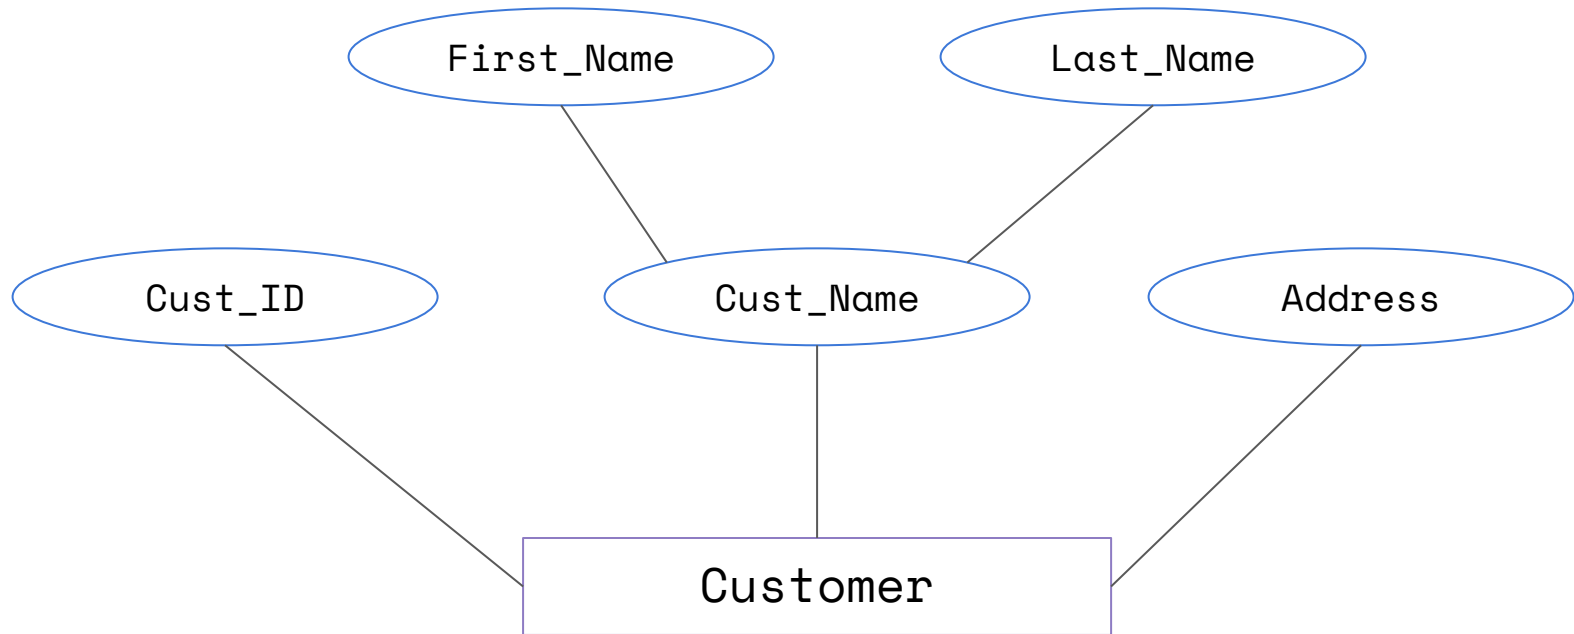 First_Name
Last_Name
Cust_ID
Cust_Name
Address
Customer